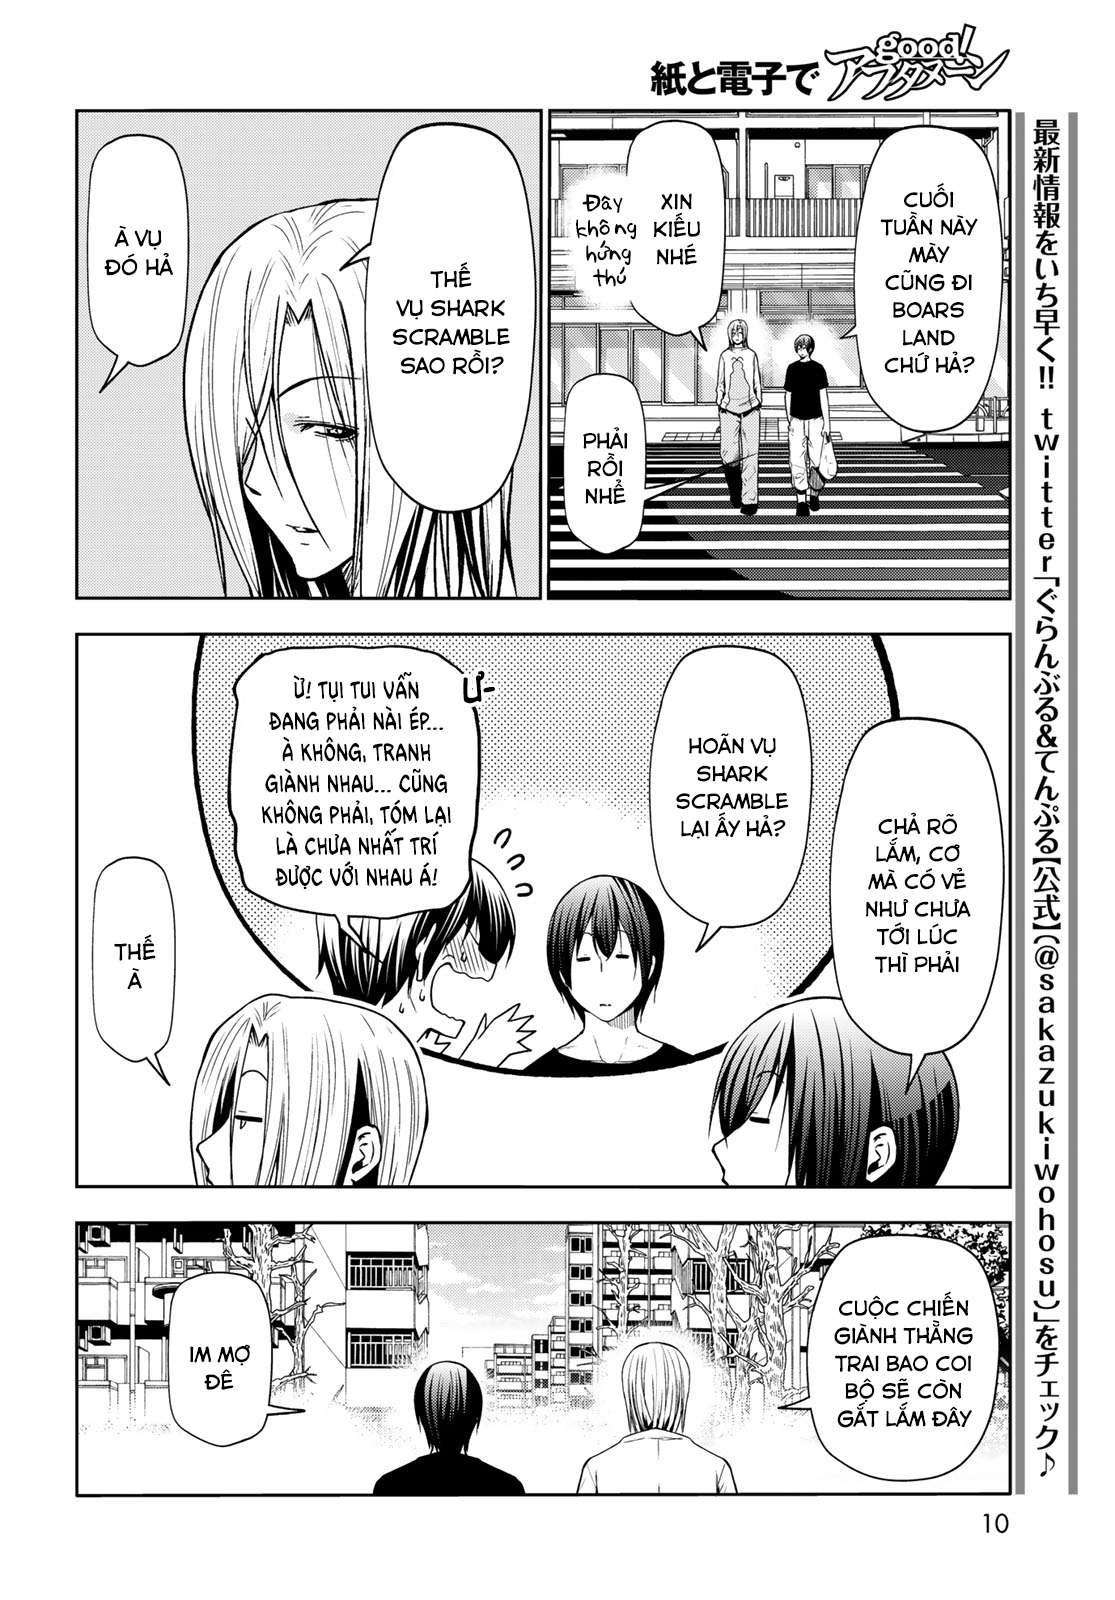 紙と電子で
good!
アフタヌーン
最新情報をいち早く!! twitter「ぐらんぶる&てんぷる【公式】(@sakazukiwohosu)」をチェック♪
CUỐI
TUẦN NÀY
MÀY
CŨNG ĐI
BOARS
LAND
CHỨ HẢ?
XIN
KIẾU
NHÉ
Đây
không
hứng
thú
PHẢI
RỒI
NHỂ
THẾ
VỤ SHARK
SCRAMBLE
SAO RỒI?
À VỤ
ĐÓ HẢ
CHẢ RÕ
LẮM, CƠ
MÀ CÓ VẺ
NHƯ CHƯA
TỚI LÚC
THÌ PHẢI
HOÃN VỤ
SHARK
SCRAMBLE
LẠI ẤY HẢ?
Ư-
Ừ! TỤI TUI VẪN
ĐANG PHẢI NÀI ÉP...
À KHÔNG, TRANH
GIÀNH NHAU... CŨNG
KHÔNG PHẢI, TÓM LẠI
LÀ CHƯA NHẤT TRÍ
ĐƯỢC VỚI NHAU Á!
THẾ
À
CUỘC CHIẾN
GIÀNH THẰNG
TRAI BAO COI
BỘ SẼ CÒN
GẮT LẮM ĐÂY
IM MỢ
ĐÊ
10